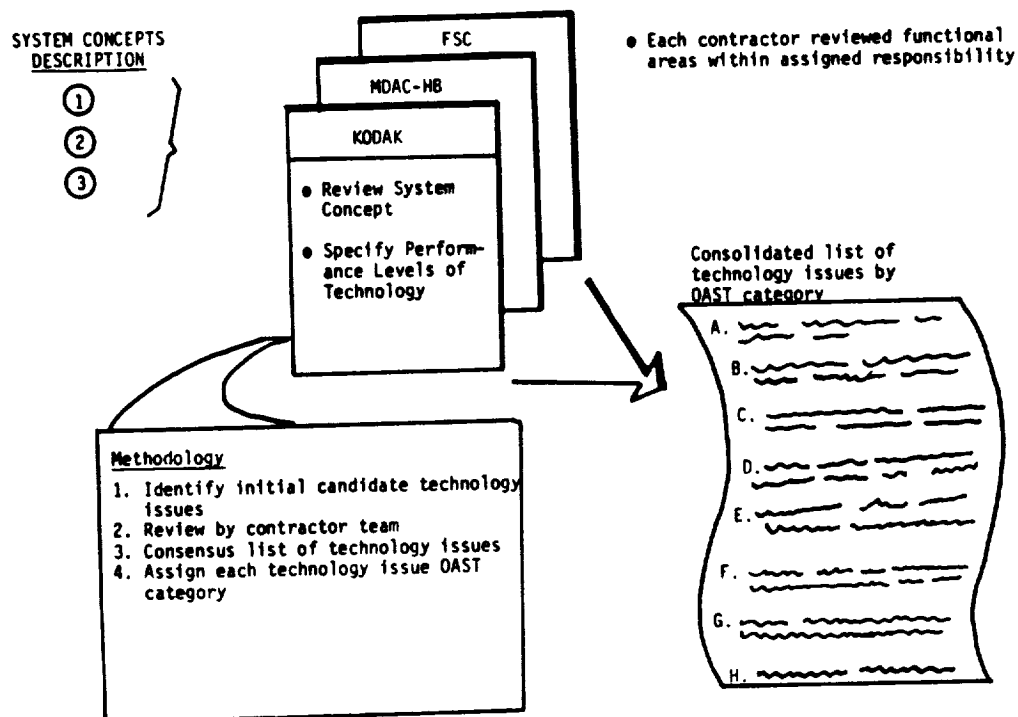 SYSTEM CONCEPTS
DESCRIPTION
1
2
3
FSC
MDAC-HB
KODAK
● Review System
Concept
● Specify Perform-
ance Levels of
Technology
● Each contractor reviewed functional
areas within assigned responsibility
Methodology
1. Identify initial candidate technology
issues
2. Review by contractor team
3. Consensus list of technology issues
4. Assign each technology issue OAST
category
Consolidated list of
technology issues by
OAST category
A.
B.
C.
D.
E.
F.
G.
H.